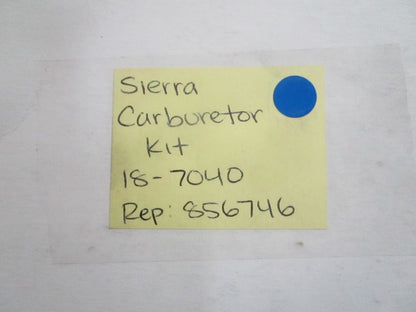 Sierra
Carburetor
Kit
18-7040
Rep: 856746